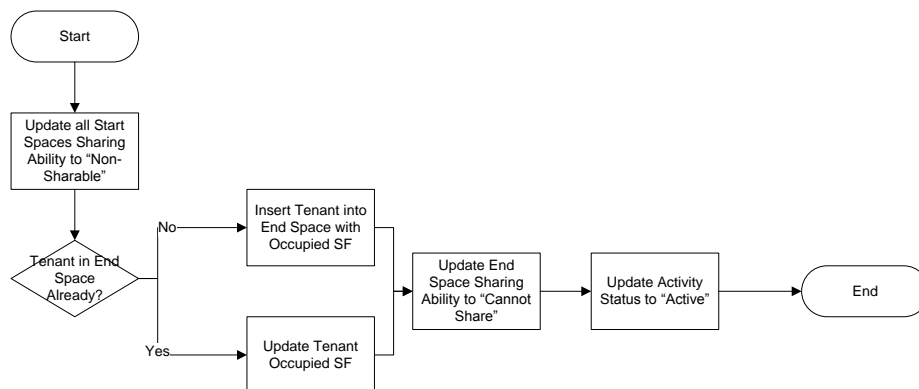 Start
Update all Start
Spaces Sharing
Ability to “Non-
Sharable”
Tenant in End
Space
Already?
No
Yes
Insert Tenant into
End Space with
Occupied SF
Update Tenant
Occupied SF
Update End
Space Sharing
Ability to “Cannot
Share”
Update Activity
Status to “Active”
End